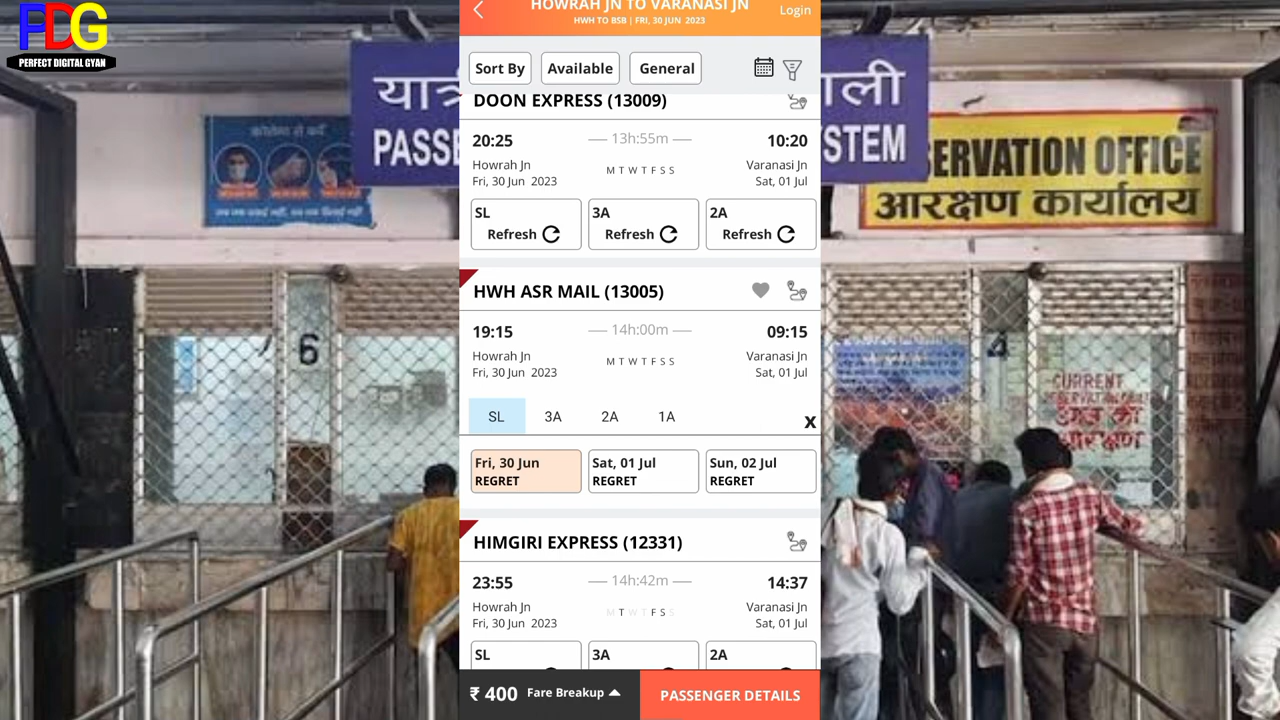 PDG
PERFECT DIGITAL GYAN
कोरोना से बचें
PASSE
STEM
SERVATION OFFICE
आरक्षण कार्यालय
6
4
CURRENT
HOWRAH JN TO VARANASI JN
HWH TO BSB | FRI, 30 JUN 2023
Login
Sort By
Available
General
DOON EXPRESS (13009)
20:25
13h:55m
10:20
Howrah Jn
M T W T F S S
Varanasi Jn
Fri, 30 Jun 2023
Sat, 01 Jul
SL
3A
2A
Refresh
Refresh
Refresh
HWH ASR MAIL (13005)
19:15
14h:00m
09:15
Howrah Jn
M T W T F S S
Varanasi Jn
Fri, 30 Jun 2023
Sat, 01 Jul
SL
3A
2A
1A
X
Fri, 30 Jun
REGRET
Sat, 01 Jul
REGRET
Sun, 02 Jul
REGRET
HIMGIRI EXPRESS (12331)
23:55
14h:42m
14:37
Howrah Jn
M T W T F S S
Varanasi Jn
Fri, 30 Jun 2023
Sat, 01 Jul
SL
3A
2A
₹ 400
Fare Breakup
PASSENGER DETAILS